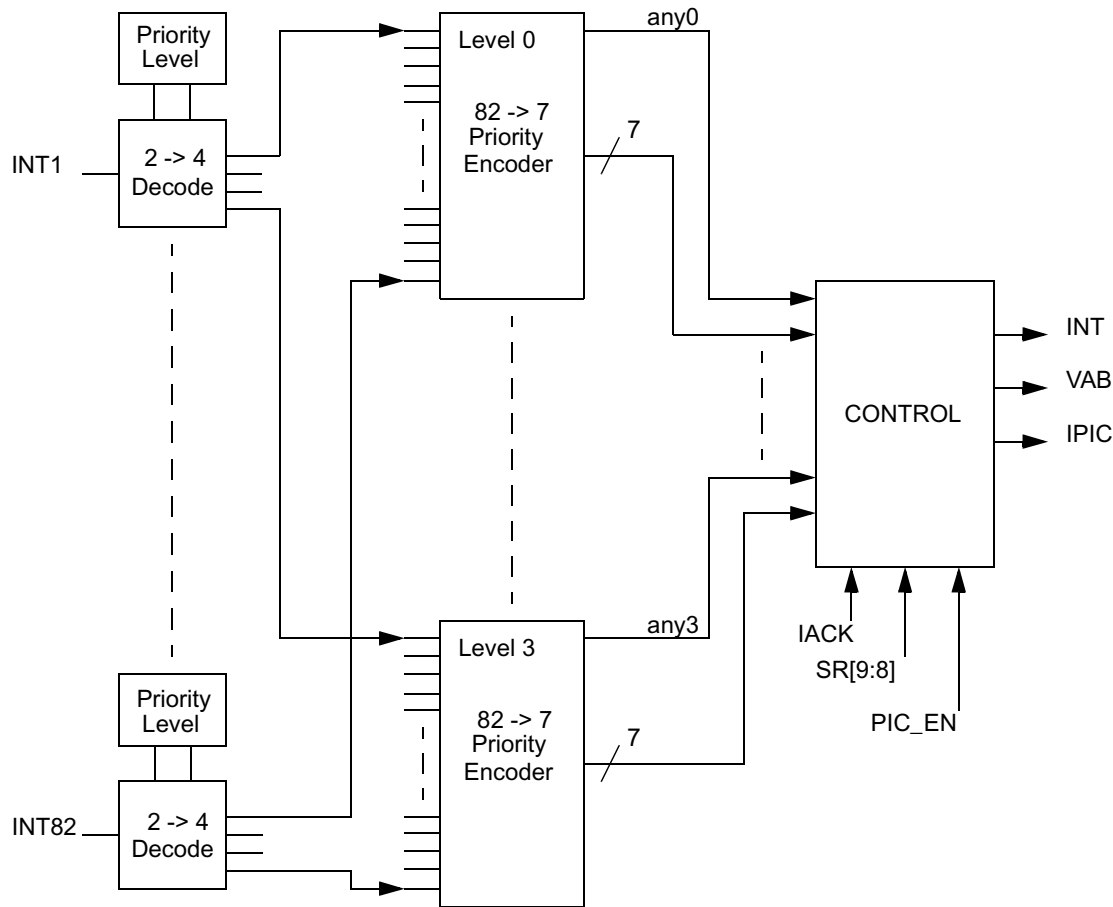 Priority
Level
INT1
2 -> 4
Decode
Level 0
82 -> 7
Priority
Encoder
any0
7
CONTROL
INT
VAB
IPIC
IACK
SR[9:8]
PIC_EN
Priority
Level
INT82
2 -> 4
Decode
Level 3
82 -> 7
Priority
Encoder
any3
7